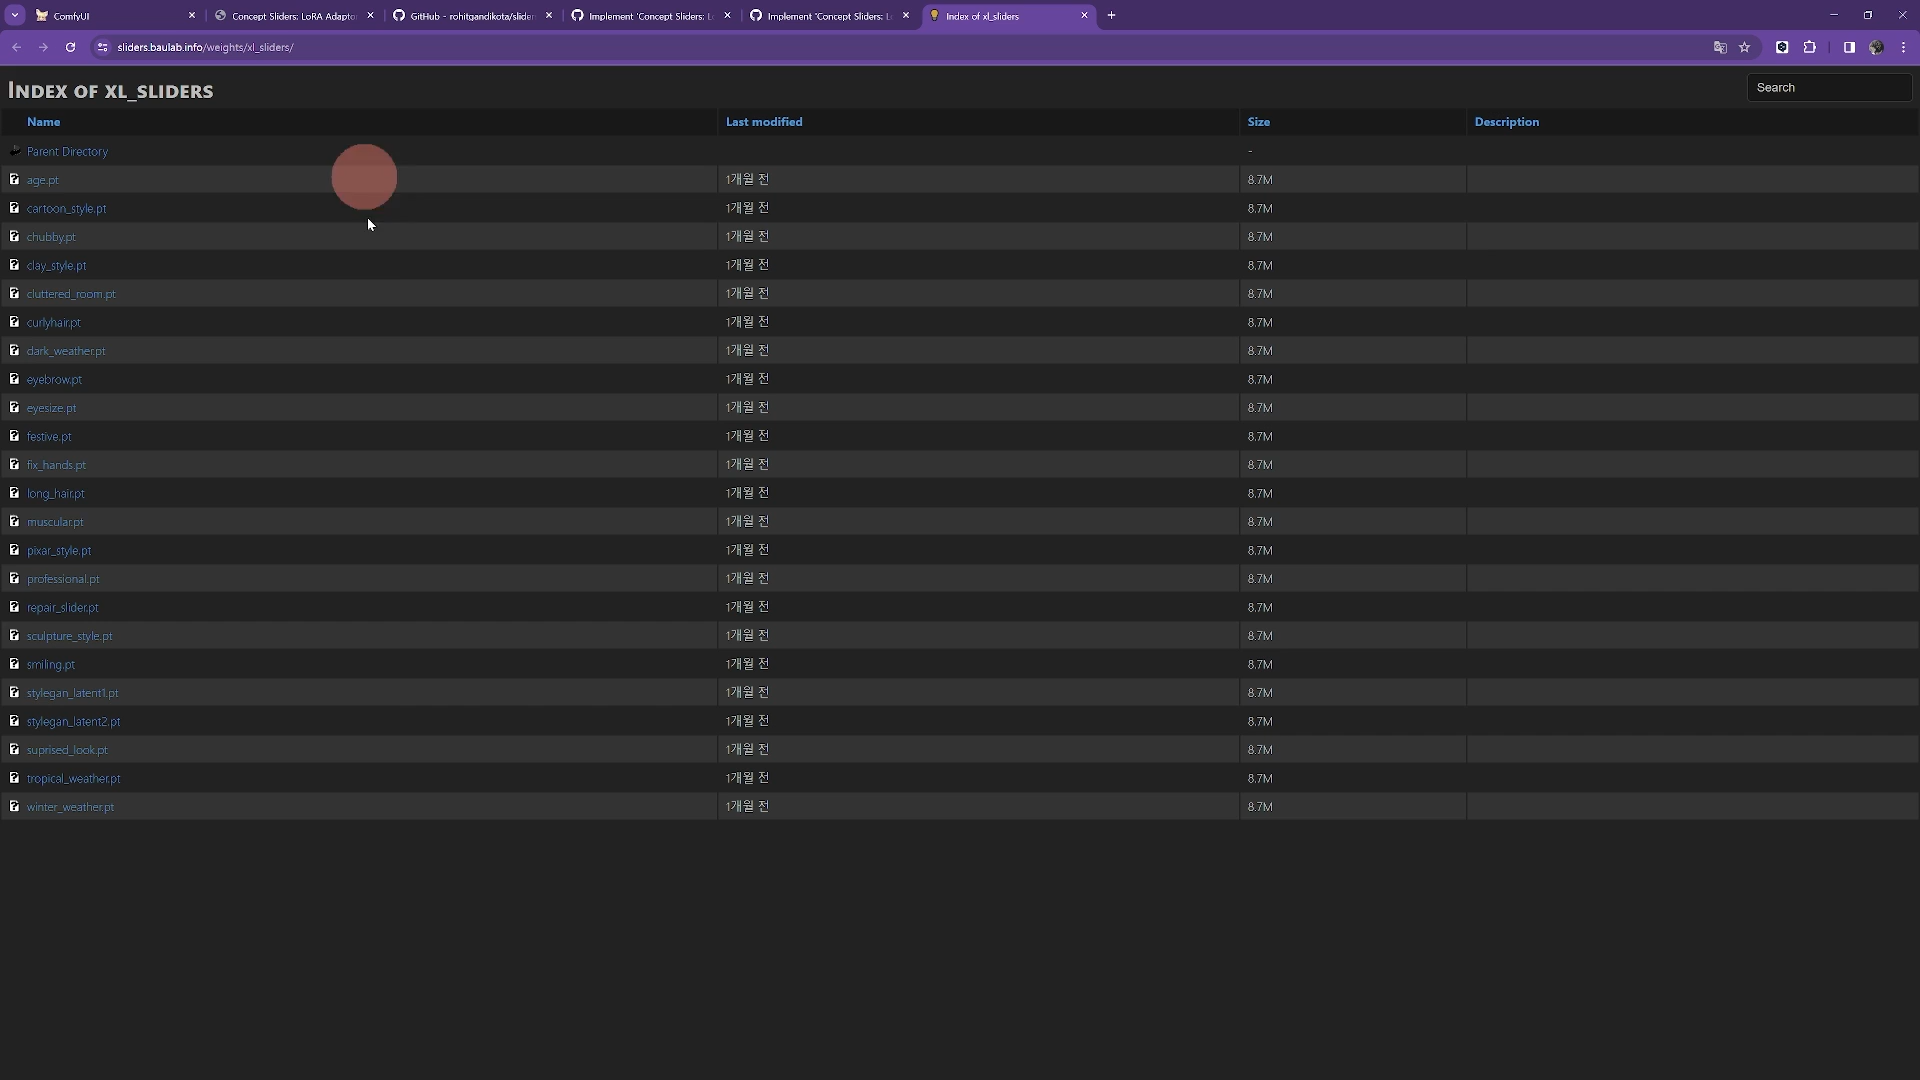 ComfyUI
Concept Sliders: LoRA Adaptor
GitHub - rohitgandikota/slider
Implement 'Concept Sliders: L
Implement 'Concept Sliders: L
Index of xl_sliders
sliders.baulab.info/weights/xl_sliders/
INDEX OF XL_SLIDERS
Search
Name Last modified Size Description
Parent Directory -
age.pt 1개월 전 8.7M
cartoon_style.pt 1개월 전 8.7M
chubby.pt 1개월 전 8.7M
clay_style.pt 1개월 전 8.7M
cluttered_room.pt 1개월 전 8.7M
curlyhair.pt 1개월 전 8.7M
dark_weather.pt 1개월 전 8.7M
eyebrow.pt 1개월 전 8.7M
eyesize.pt 1개월 전 8.7M
festive.pt 1개월 전 8.7M
fix_hands.pt 1개월 전 8.7M
long_hair.pt 1개월 전 8.7M
muscular.pt 1개월 전 8.7M
pixar_style.pt 1개월 전 8.7M
professional.pt 1개월 전 8.7M
repair_slider.pt 1개월 전 8.7M
sculpture_style.pt 1개월 전 8.7M
smiling.pt 1개월 전 8.7M
stylegan_latent1.pt 1개월 전 8.7M
stylegan_latent2.pt 1개월 전 8.7M
suprised_look.pt 1개월 전 8.7M
tropical_weather.pt 1개월 전 8.7M
winter_weather.pt 1개월 전 8.7M